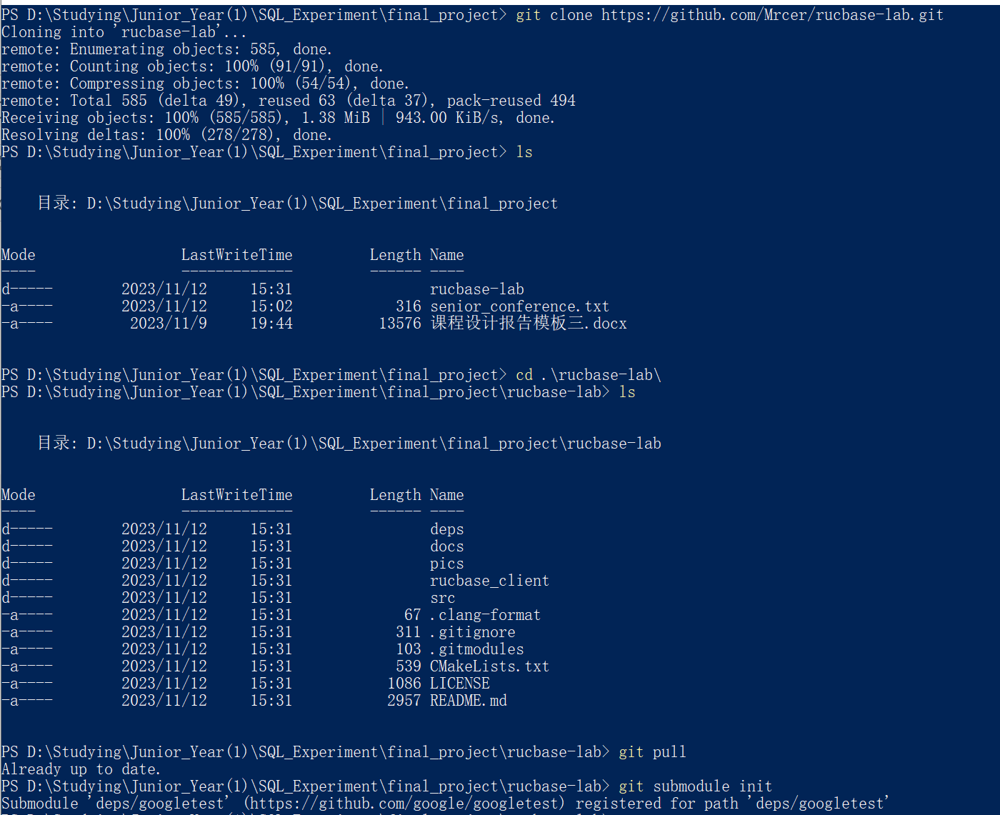 PS D:\Studying\Junior_Year(1)\SQL_Experiment\final_project> git clone https://github.com/Mrcer/rucbase-lab.git
Cloning into 'rucbase-lab'...
remote: Enumerating objects: 585, done.
remote: Counting objects: 100% (91/91), done.
remote: Compressing objects: 100% (54/54), done.
remote: Total 585 (delta 49), reused 63 (delta 37), pack-reused 494
Receiving objects: 100% (585/585), 1.38 MiB | 943.00 KiB/s, done.
Resolving deltas: 100% (278/278), done.
PS D:\Studying\Junior_Year(1)\SQL_Experiment\final_project> ls
目录: D:\Studying\Junior_Year(1)\SQL_Experiment\final_project
Mode LastWriteTime Length Name
---- ------------- ------ ----
d----- 2023/11/12 15:31 rucbase-lab
-a---- 2023/11/12 15:02 316 senior_conference.txt
-a---- 2023/11/9 19:44 13576 课程设计报告模板三.docx
PS D:\Studying\Junior_Year(1)\SQL_Experiment\final_project> cd .\rucbase-lab\
PS D:\Studying\Junior_Year(1)\SQL_Experiment\final_project\rucbase-lab> ls
目录: D:\Studying\Junior_Year(1)\SQL_Experiment\final_project\rucbase-lab
Mode LastWriteTime Length Name
---- ------------- ------ ----
d----- 2023/11/12 15:31 deps
d----- 2023/11/12 15:31 docs
d----- 2023/11/12 15:31 pics
d----- 2023/11/12 15:31 rucbase_client
d----- 2023/11/12 15:31 src
-a---- 2023/11/12 15:31 67 .clang-format
-a---- 2023/11/12 15:31 311 .gitignore
-a---- 2023/11/12 15:31 103 .gitmodules
-a---- 2023/11/12 15:31 539 CMakeLists.txt
-a---- 2023/11/12 15:31 1086 LICENSE
-a---- 2023/11/12 15:31 2957 README.md
PS D:\Studying\Junior_Year(1)\SQL_Experiment\final_project\rucbase-lab> git pull
Already up to date.
PS D:\Studying\Junior_Year(1)\SQL_Experiment\final_project\rucbase-lab> git submodule init
Submodule 'deps/googletest' (https://github.com/google/googletest) registered for path 'deps/googletest'